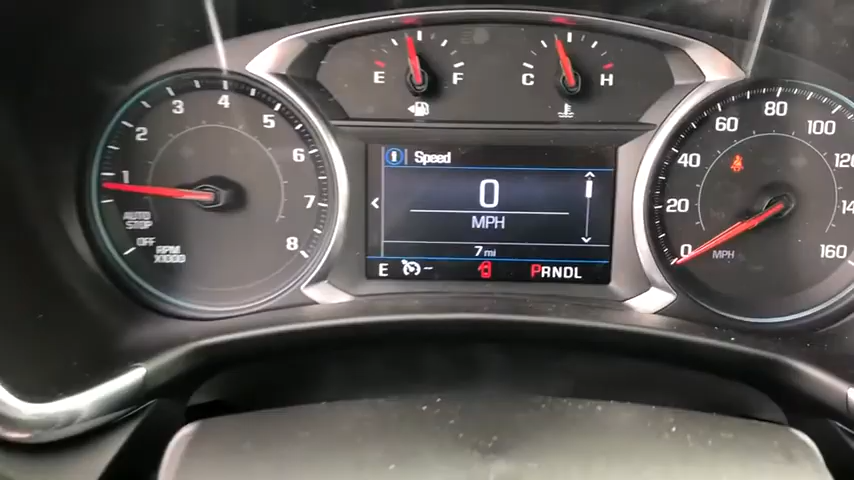 E F
C H
1 2 3 4 5 6 7 8
AUTO
STOP
OFF
RPM
X1000
Speed
0
MPH
7 mi
E --
PRNDL
0 20 40 60 80 100
160
MPH